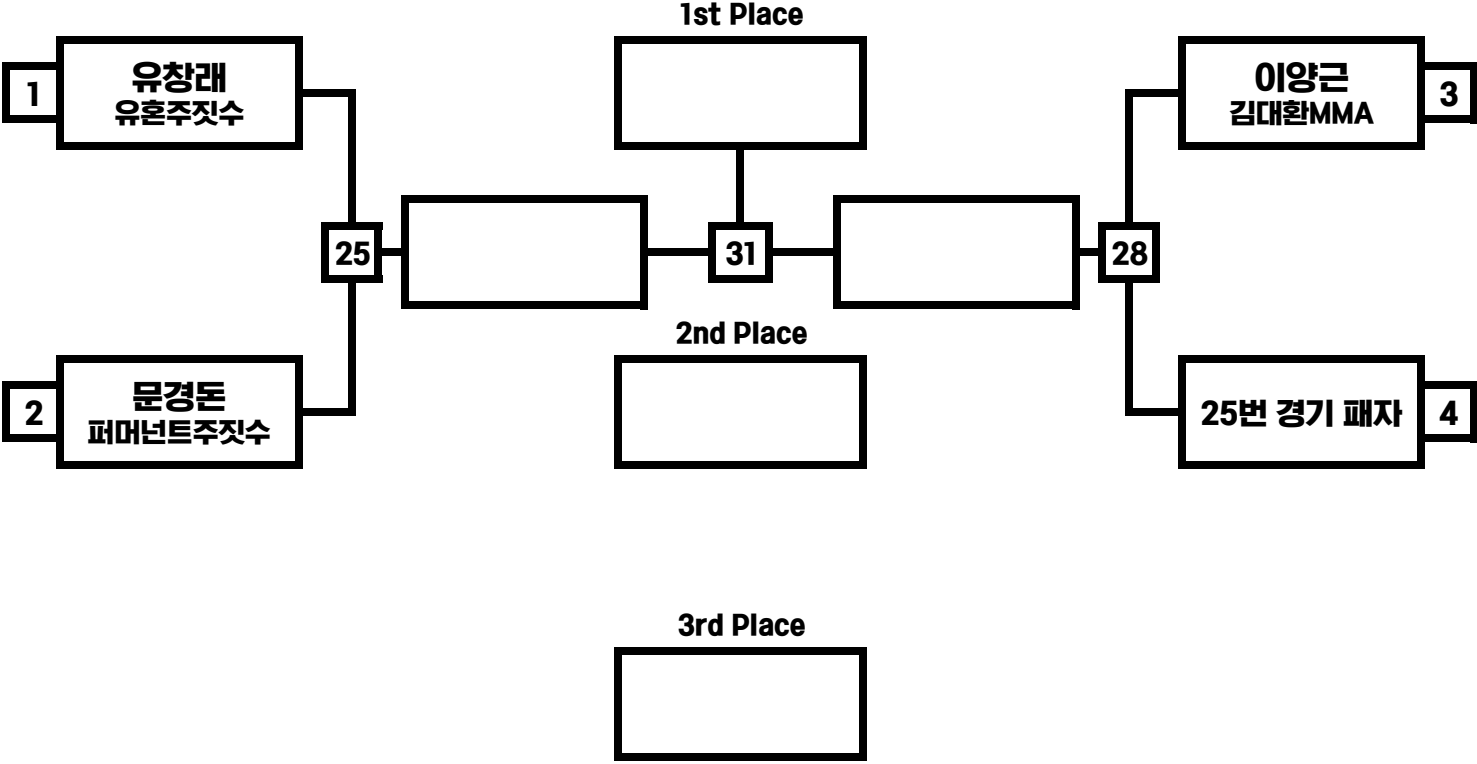 1st Place
1
유창래
유혼주짓수
이양근
김대환MMA
3
25
31
28
2nd Place
2
문경돈
퍼머넌트주짓수
25번 경기 패자
4
3rd Place